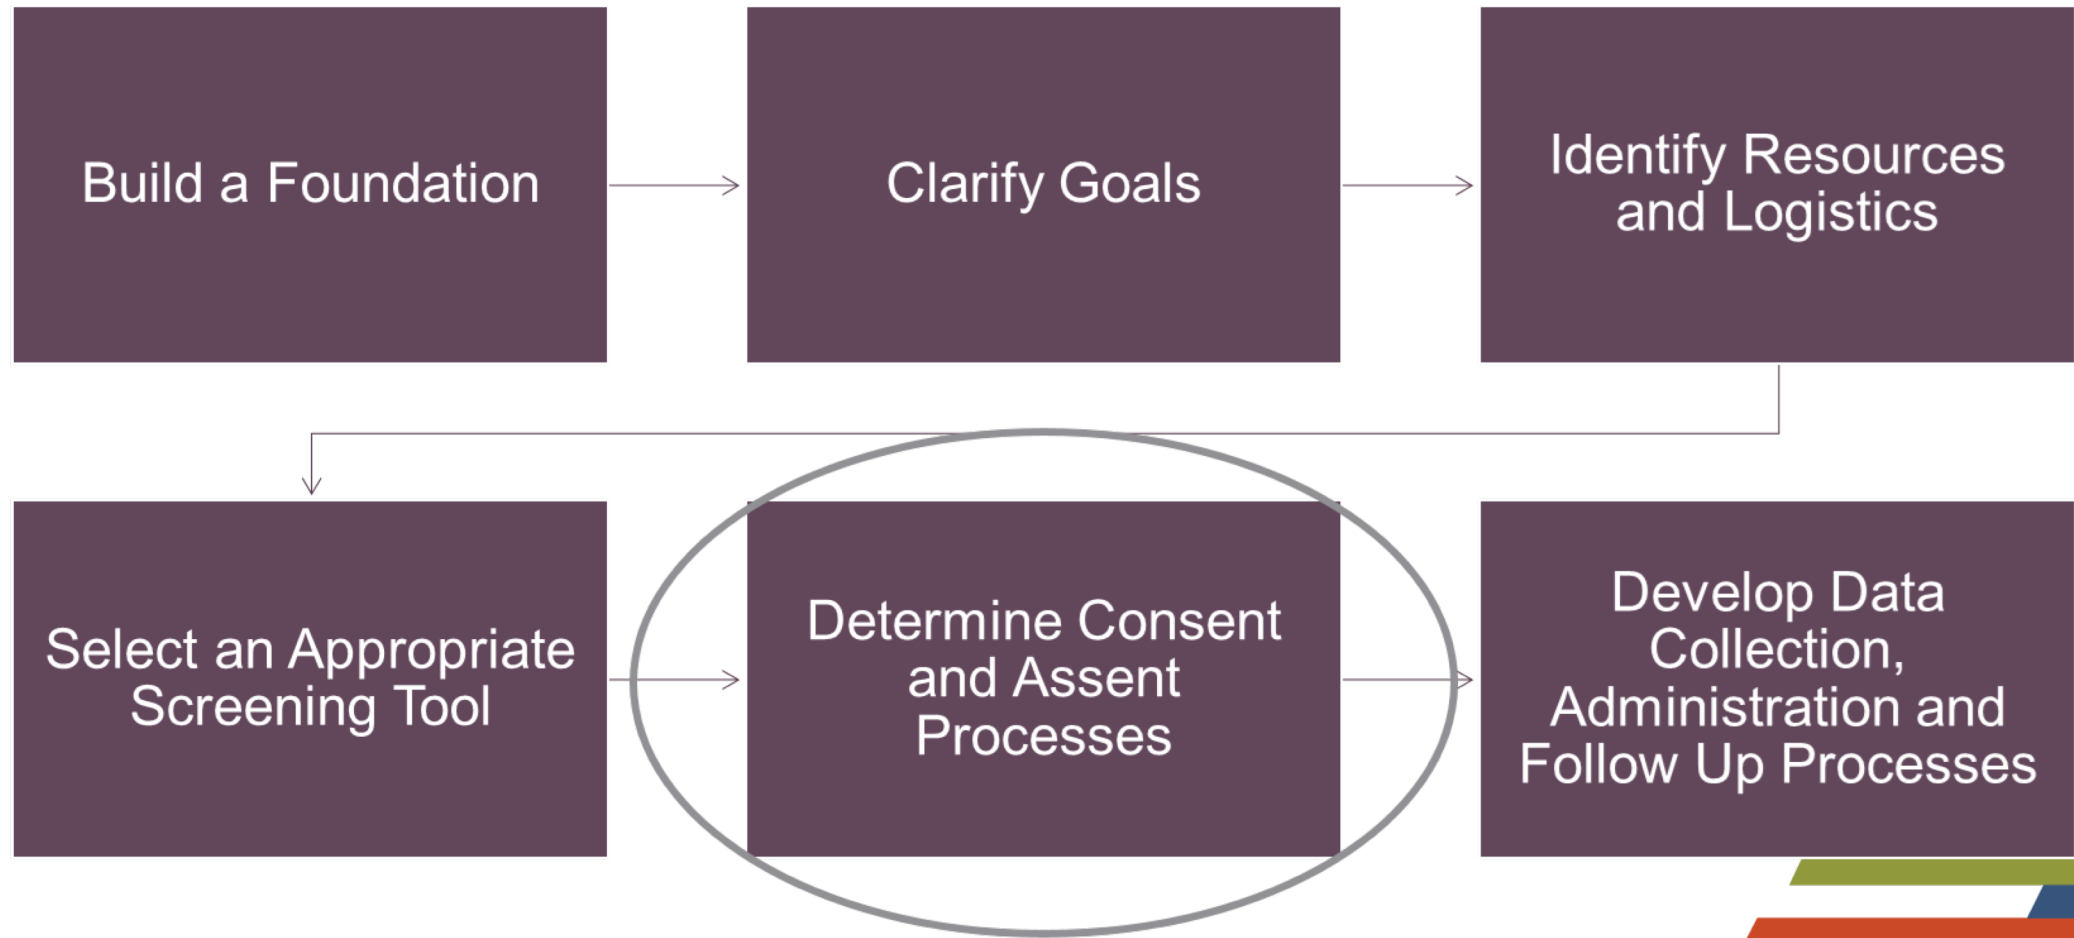 Build a Foundation
Clarify Goals
Identify Resources
and Logistics
Select an Appropriate
Screening Tool
Determine Consent
and Assent
Processes
Develop Data
Collection,
Administration and
Follow Up Processes